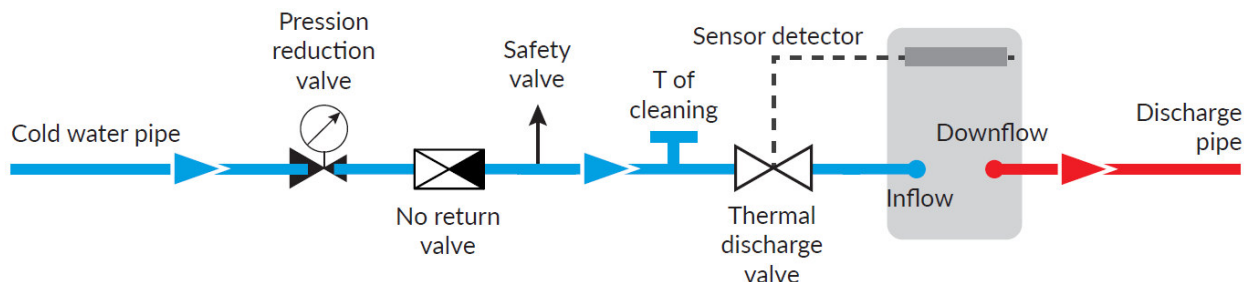 Pression
reduction
valve
Safety
valve
Sensor detector
T of
cleaning
Cold water pipe
Downflow
Discharge
pipe
Inflow
No return
valve
Thermal
discharge
valve